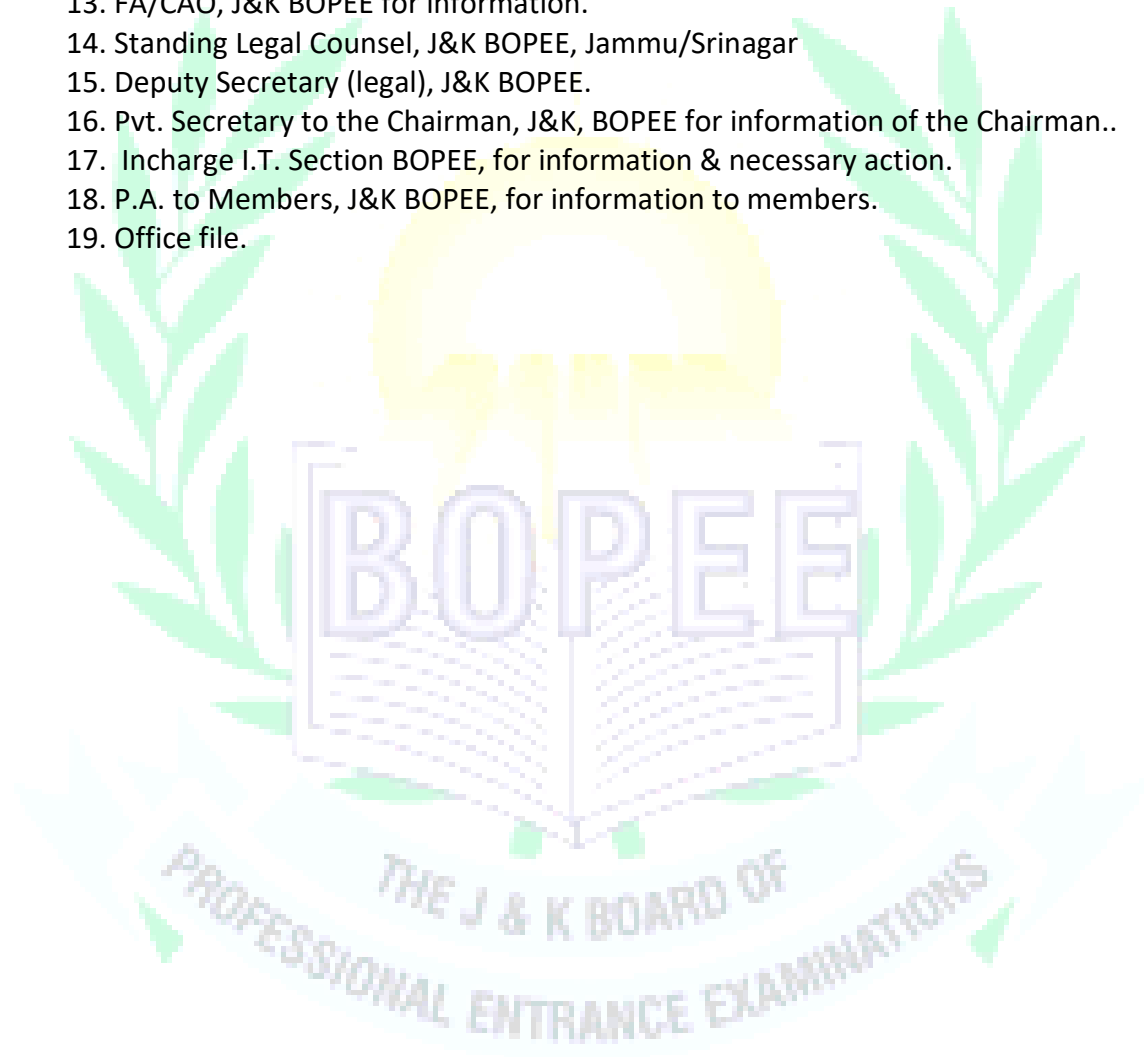 13. FA/CAO, J&K BOPEE for information.
14. Standing Legal Counsel, J&K BOPEE, Jammu/Srinagar
15. Deputy Secretary (legal), J&K BOPEE.
16. Pvt. Secretary to the Chairman, J&K, BOPEE for information of the Chairman..
17. Incharge I.T. Section BOPEE, for information & necessary action.
18. P.A. to Members, J&K BOPEE, for information to members.
19. Office file.
BOPEE
THE J & K BOARD OF
PROFESSIONAL ENTRANCE EXAMINATIONS